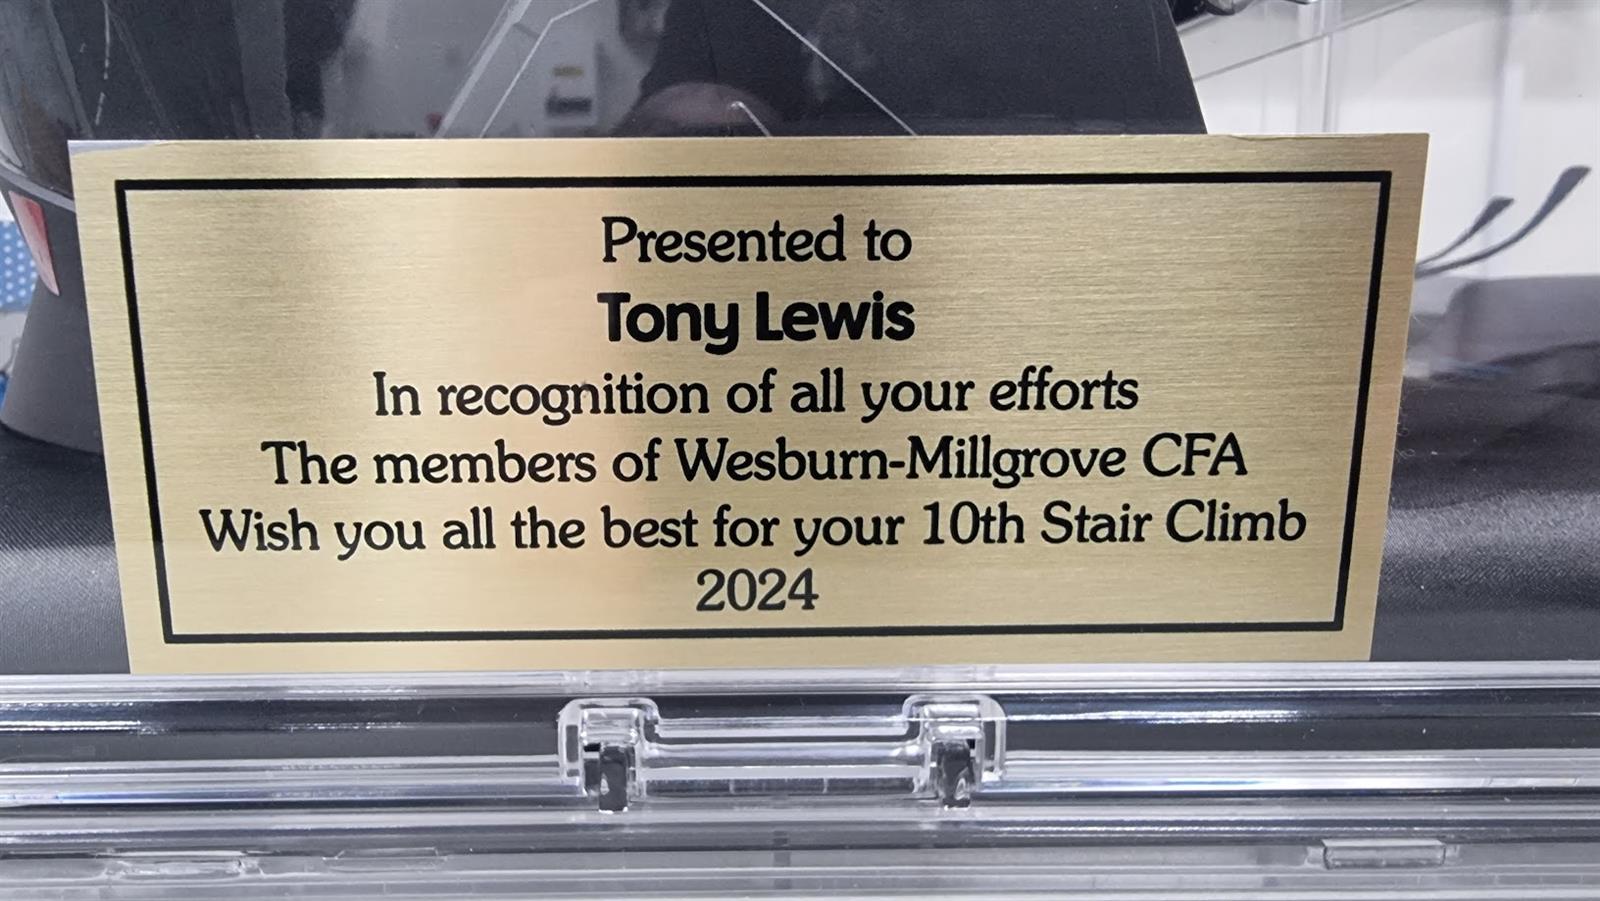 Presented to
Tony Lewis
In recognition of all your efforts
The members of Wesburn-Millgrove CFA
Wish you all the best for your 10th Stair Climb
2024